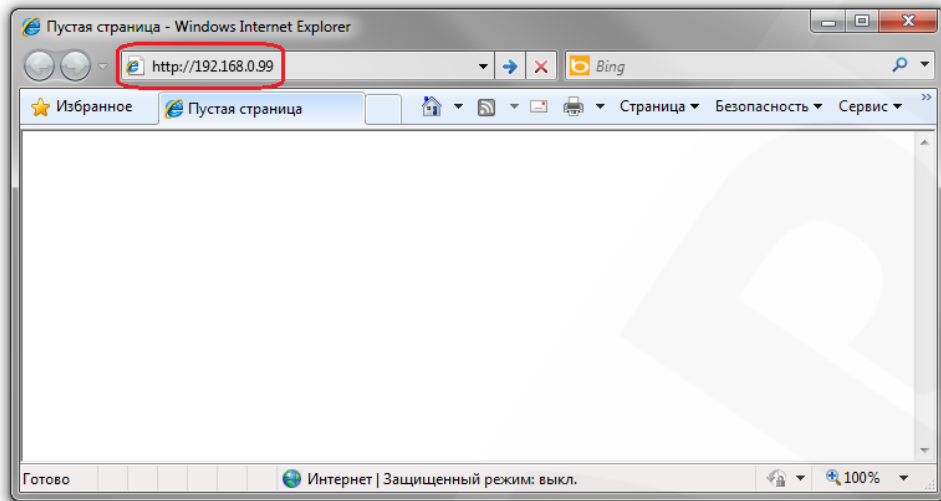 Пустая страница - Windows Internet Explorer
http://192.168.0.99
Bing
Избранное
Пустая страница
Страница
Безопасность
Сервис
»
Готово
Интернет | Защищенный режим: выкл.
100%